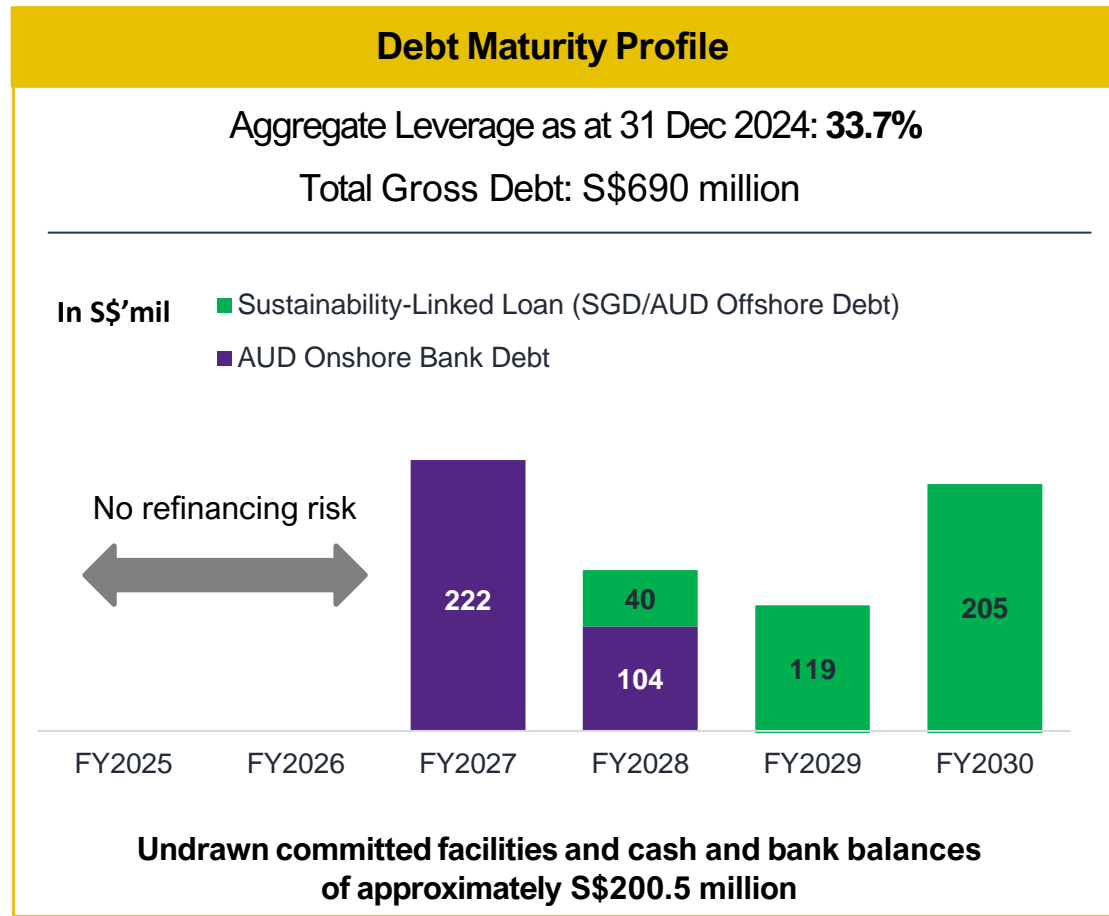 Debt Maturity Profile
Aggregate Leverage as at 31 Dec 2024: 33.7%
Total Gross Debt: S$690 million
In S$’mil
Sustainability-Linked Loan (SGD/AUD Offshore Debt)
AUD Onshore Bank Debt
No refinancing risk
222
40
104
119
205
FY2025 FY2026 FY2027 FY2028 FY2029 FY2030
Undrawn committed facilities and cash and bank balances
of approximately S$200.5 million